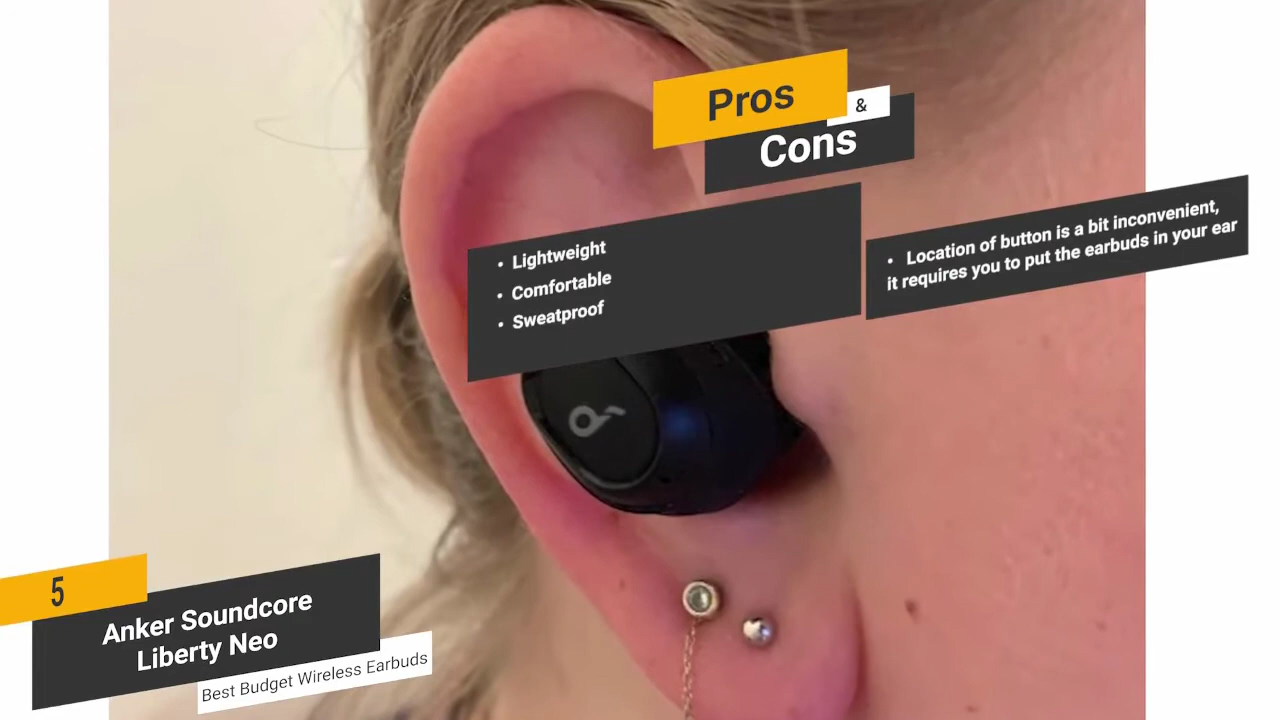 Pros
&
Cons
• Lightweight
• Comfortable
• Sweatproof
• Location of button is a bit inconvenient,
it requires you to put the earbuds in your ear
5
Anker Soundcore
Liberty Neo
Best Budget Wireless Earbuds